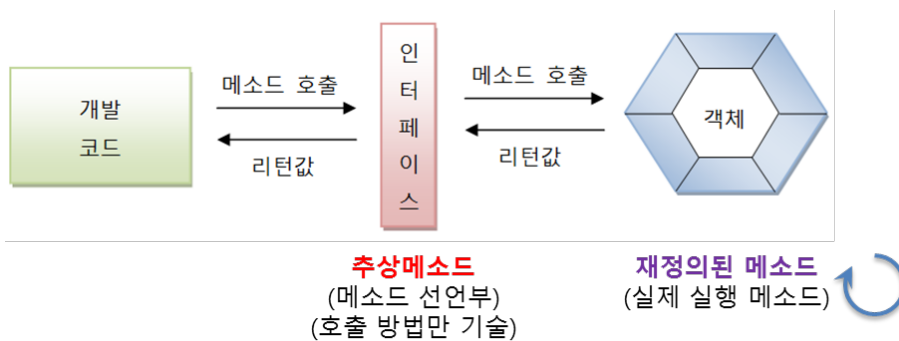 개발
코드
메소드 호출
리턴값
인
터
페
이
스
메소드 호출
리턴값
객체
추상메소드
(메소드 선언부)
(호출 방법만 기술)
재정의된 메소드
(실제 실행 메소드)